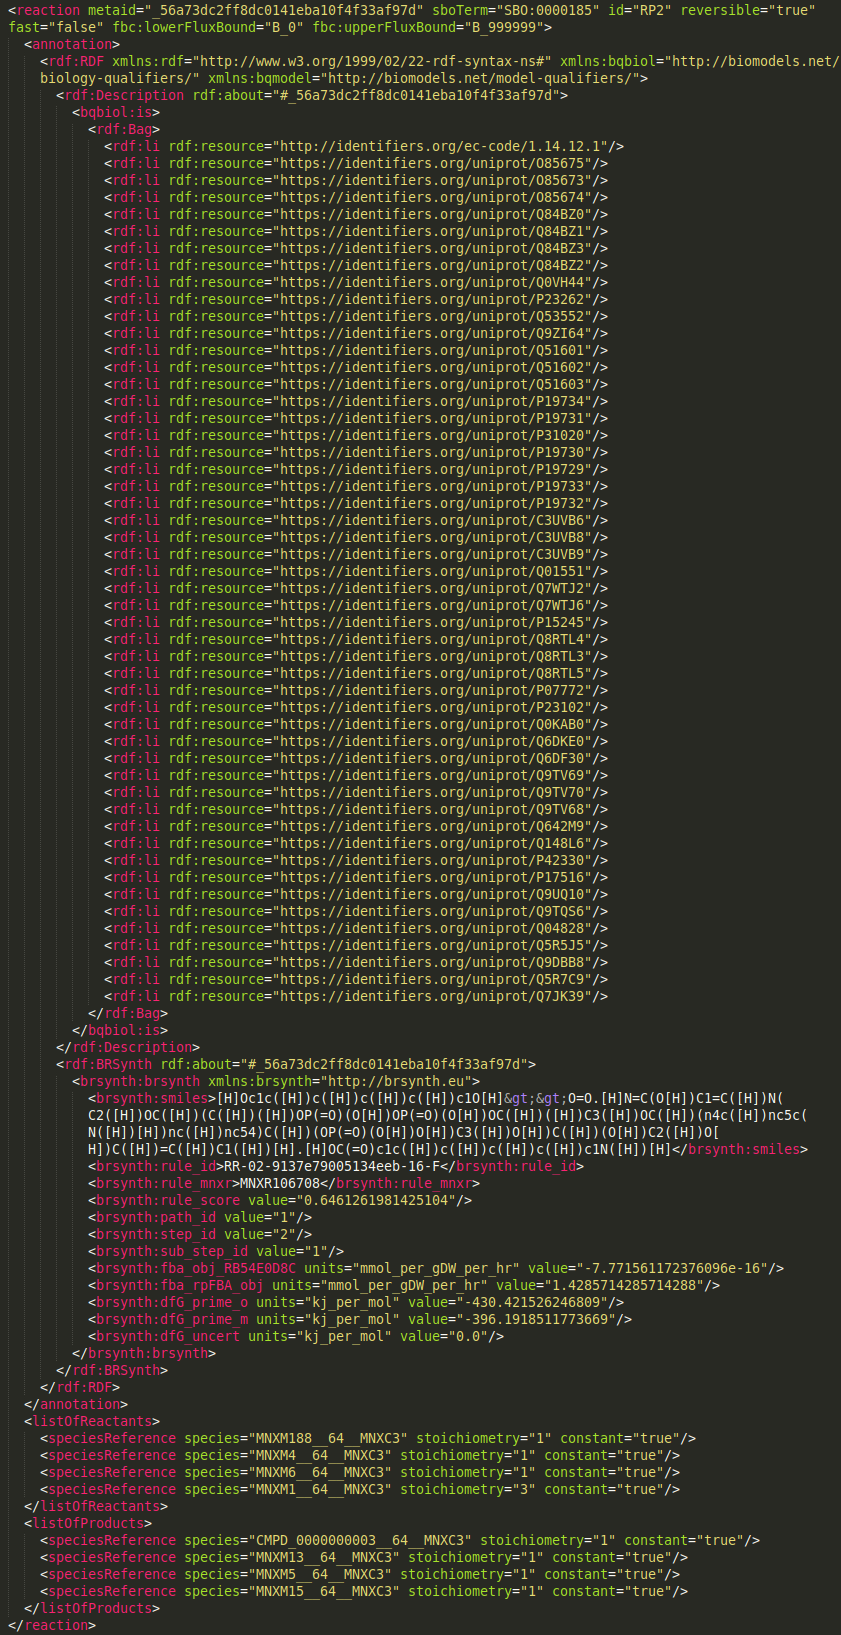 <reaction metaid="_56a73dc2ff8dc0141eba10f4f33af97d" sboTerm="SBO:0000185" id="RP2" reversible="true"
fast="false" fbc:lowerFluxBound="B_0" fbc:upperFluxBound="B_999999">
<annotation>
<rdf:RDF xmlns:rdf="http://www.w3.org/1999/02/22-rdf-syntax-ns#" xmlns:bqbiol="http://biomodels.net/
biology-qualifiers/" xmlns:bqmodel="http://biomodels.net/model-qualifiers/">
<rdf:Description rdf:about="#_56a73dc2ff8dc0141eba10f4f33af97d">
<bqbiol:is>
<rdf:Bag>
<rdf:li rdf:resource="http://identifiers.org/ec-code/1.14.12.1"/>
<rdf:li rdf:resource="https://identifiers.org/uniprot/O85675"/>
<rdf:li rdf:resource="https://identifiers.org/uniprot/O85673"/>
<rdf:li rdf:resource="https://identifiers.org/uniprot/O85674"/>
<rdf:li rdf:resource="https://identifiers.org/uniprot/Q84BZ0"/>
<rdf:li rdf:resource="https://identifiers.org/uniprot/Q84BZ1"/>
<rdf:li rdf:resource="https://identifiers.org/uniprot/Q84BZ3"/>
<rdf:li rdf:resource="https://identifiers.org/uniprot/Q84BZ2"/>
<rdf:li rdf:resource="https://identifiers.org/uniprot/Q0VH44"/>
<rdf:li rdf:resource="https://identifiers.org/uniprot/P23262"/>
<rdf:li rdf:resource="https://identifiers.org/uniprot/Q53552"/>
<rdf:li rdf:resource="https://identifiers.org/uniprot/Q9ZI64"/>
<rdf:li rdf:resource="https://identifiers.org/uniprot/Q51601"/>
<rdf:li rdf:resource="https://identifiers.org/uniprot/Q51602"/>
<rdf:li rdf:resource="https://identifiers.org/uniprot/Q51603"/>
<rdf:li rdf:resource="https://identifiers.org/uniprot/P19734"/>
<rdf:li rdf:resource="https://identifiers.org/uniprot/P19731"/>
<rdf:li rdf:resource="https://identifiers.org/uniprot/P31020"/>
<rdf:li rdf:resource="https://identifiers.org/uniprot/P19730"/>
<rdf:li rdf:resource="https://identifiers.org/uniprot/P19729"/>
<rdf:li rdf:resource="https://identifiers.org/uniprot/P19733"/>
<rdf:li rdf:resource="https://identifiers.org/uniprot/P19732"/>
<rdf:li rdf:resource="https://identifiers.org/uniprot/C3UVB6"/>
<rdf:li rdf:resource="https://identifiers.org/uniprot/C3UVB8"/>
<rdf:li rdf:resource="https://identifiers.org/uniprot/C3UVB9"/>
<rdf:li rdf:resource="https://identifiers.org/uniprot/Q01551"/>
<rdf:li rdf:resource="https://identifiers.org/uniprot/Q7WTJ2"/>
<rdf:li rdf:resource="https://identifiers.org/uniprot/Q7WTJ6"/>
<rdf:li rdf:resource="https://identifiers.org/uniprot/P15245"/>
<rdf:li rdf:resource="https://identifiers.org/uniprot/Q8RTL4"/>
<rdf:li rdf:resource="https://identifiers.org/uniprot/Q8RTL3"/>
<rdf:li rdf:resource="https://identifiers.org/uniprot/Q8RTL5"/>
<rdf:li rdf:resource="https://identifiers.org/uniprot/P07772"/>
<rdf:li rdf:resource="https://identifiers.org/uniprot/P23102"/>
<rdf:li rdf:resource="https://identifiers.org/uniprot/Q0KAB0"/>
<rdf:li rdf:resource="https://identifiers.org/uniprot/Q6DKE0"/>
<rdf:li rdf:resource="https://identifiers.org/uniprot/Q6DF30"/>
<rdf:li rdf:resource="https://identifiers.org/uniprot/Q9TV69"/>
<rdf:li rdf:resource="https://identifiers.org/uniprot/Q9TV70"/>
<rdf:li rdf:resource="https://identifiers.org/uniprot/Q9TV68"/>
<rdf:li rdf:resource="https://identifiers.org/uniprot/Q642M9"/>
<rdf:li rdf:resource="https://identifiers.org/uniprot/Q148L6"/>
<rdf:li rdf:resource="https://identifiers.org/uniprot/P42330"/>
<rdf:li rdf:resource="https://identifiers.org/uniprot/P17516"/>
<rdf:li rdf:resource="https://identifiers.org/uniprot/Q9UQ10"/>
<rdf:li rdf:resource="https://identifiers.org/uniprot/Q9TQS6"/>
<rdf:li rdf:resource="https://identifiers.org/uniprot/Q04828"/>
<rdf:li rdf:resource="https://identifiers.org/uniprot/Q5R5J5"/>
<rdf:li rdf:resource="https://identifiers.org/uniprot/Q9DBB8"/>
<rdf:li rdf:resource="https://identifiers.org/uniprot/Q5R7C9"/>
<rdf:li rdf:resource="https://identifiers.org/uniprot/Q7JK39"/>
</rdf:Bag>
</bqbiol:is>
</rdf:Description>
<rdf:BRSynth rdf:about="#_56a73dc2ff8dc0141eba10f4f33af97d">
<brsynth:brsynth xmlns:brsynth="http://brsynth.eu">
<brsynth:smiles>[H]Oc1c([H])c([H])c([H])c([H])c1O[H]&gt;&gt;O=O.[H]N=C(O[H])C1=C([H])N(
C2([H])OC([H])(C([H])([H])OP(=O)(O[H])OP(=O)(O[H])OC([H])([H])C3([H])OC([H])(n4c([H])nc5c(
N([H])[H])nc([H])nc54)C([H])(OP(=O)(O[H])O[H])C3([H])O[H])C([H])(O[H])C2([H])O[
H])C([H])=C([H])C1([H])[H].[H]OC(=O)c1c([H])c([H])c([H])c([H])c1N([H])[H]</brsynth:smiles>
<brsynth:rule_id>RR-02-9137e79005134eeb-16-F</brsynth:rule_id>
<brsynth:rule_mnxr>MNXR106708</brsynth:rule_mnxr>
<brsynth:rule_score value="0.6461261981425104"/>
<brsynth:path_id value="1"/>
<brsynth:step_id value="2"/>
<brsynth:sub_step_id value="1"/>
<brsynth:fba_obj_RB54E0D8C units="mmol_per_gDW_per_hr" value="-7.771561172376096e-16"/>
<brsynth:fba_rpFBA_obj units="mmol_per_gDW_per_hr" value="1.4285714285714288"/>
<brsynth:dfG_prime_o units="kj_per_mol" value="-430.421526246809"/>
<brsynth:dfG_prime_m units="kj_per_mol" value="-396.1918511773669"/>
<brsynth:dfG_uncert units="kj_per_mol" value="0.0"/>
</brsynth:brsynth>
</rdf:BRSynth>
</rdf:RDF>
</annotation>
<listOfReactants>
<speciesReference species="MNXM188__64__MNXC3" stoichiometry="1" constant="true"/>
<speciesReference species="MNXM4__64__MNXC3" stoichiometry="1" constant="true"/>
<speciesReference species="MNXM6__64__MNXC3" stoichiometry="1" constant="true"/>
<speciesReference species="MNXM1__64__MNXC3" stoichiometry="3" constant="true"/>
</listOfReactants>
<listOfProducts>
<speciesReference species="CMPD_0000000003__64__MNXC3" stoichiometry="1" constant="true"/>
<speciesReference species="MNXM13__64__MNXC3" stoichiometry="1" constant="true"/>
<speciesReference species="MNXM5__64__MNXC3" stoichiometry="1" constant="true"/>
<speciesReference species="MNXM15__64__MNXC3" stoichiometry="1" constant="true"/>
</listOfProducts>
</reaction>